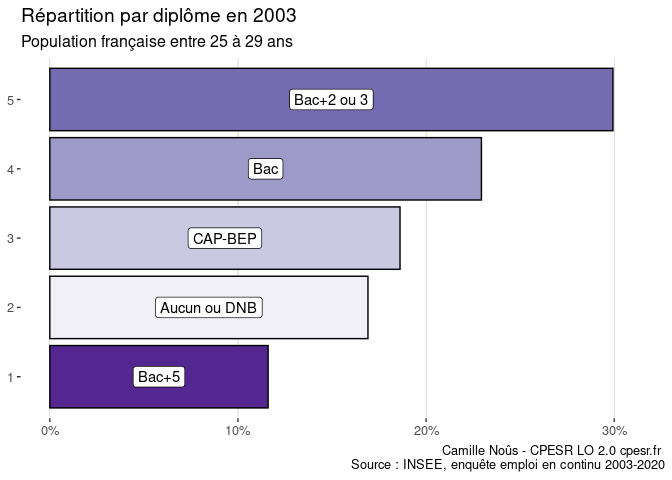 Répartition par diplôme en 2003
Population française entre 25 à 29 ans
5
Bac+2 ou 3
4
Bac
3
CAP-BEP
2
Aucun ou DNB
1
Bac+5
0%
10%
20%
30%
Camille Noûs - CPESR LO 2.0 cpesr.fr
Source : INSEE, enquête emploi en continu 2003-2020